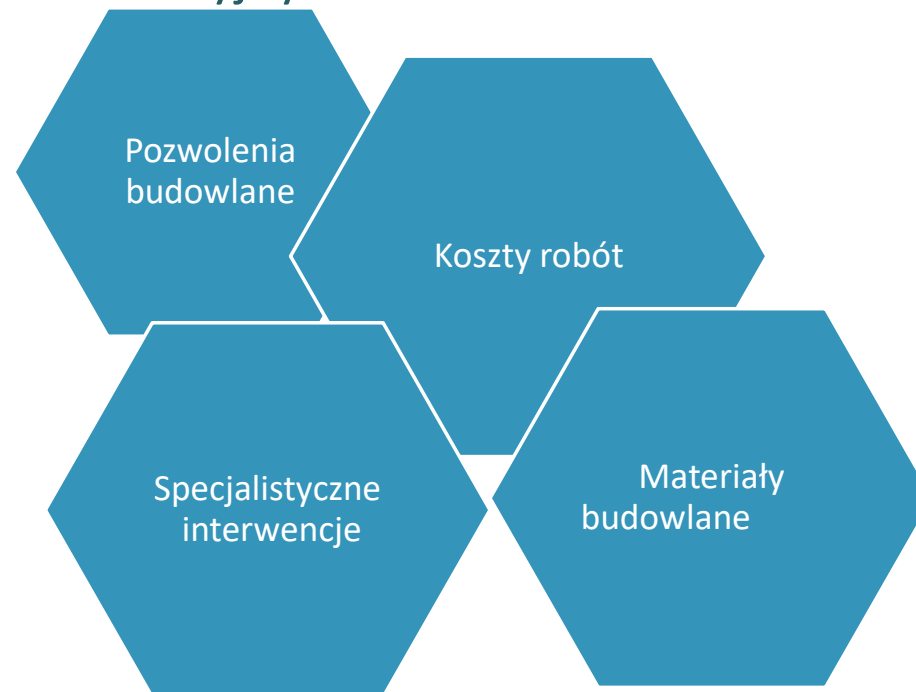 Pozwolenia
budowlane
Koszty robót
Specjalistyczne
interwencje
Materiały
budowlane